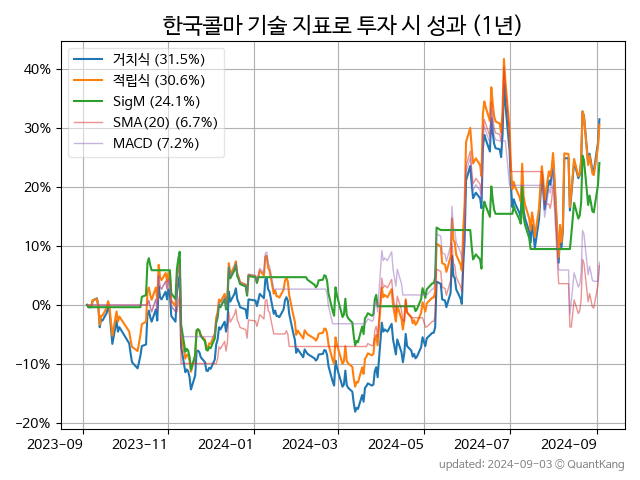 한국콜마 기술 지표로 투자 시 성과 (1년)
거치식 (31.5%)
적립식 (30.6%)
SigM (24.1%)
SMA(20) (6.7%)
MACD (7.2%)
40%
30%
20%
10%
0%
−10%
−20%
2023-09 2023-11 2024-01 2024-03 2024-05 2024-07 2024-09
updated: 2024-09-03 © QuantKang